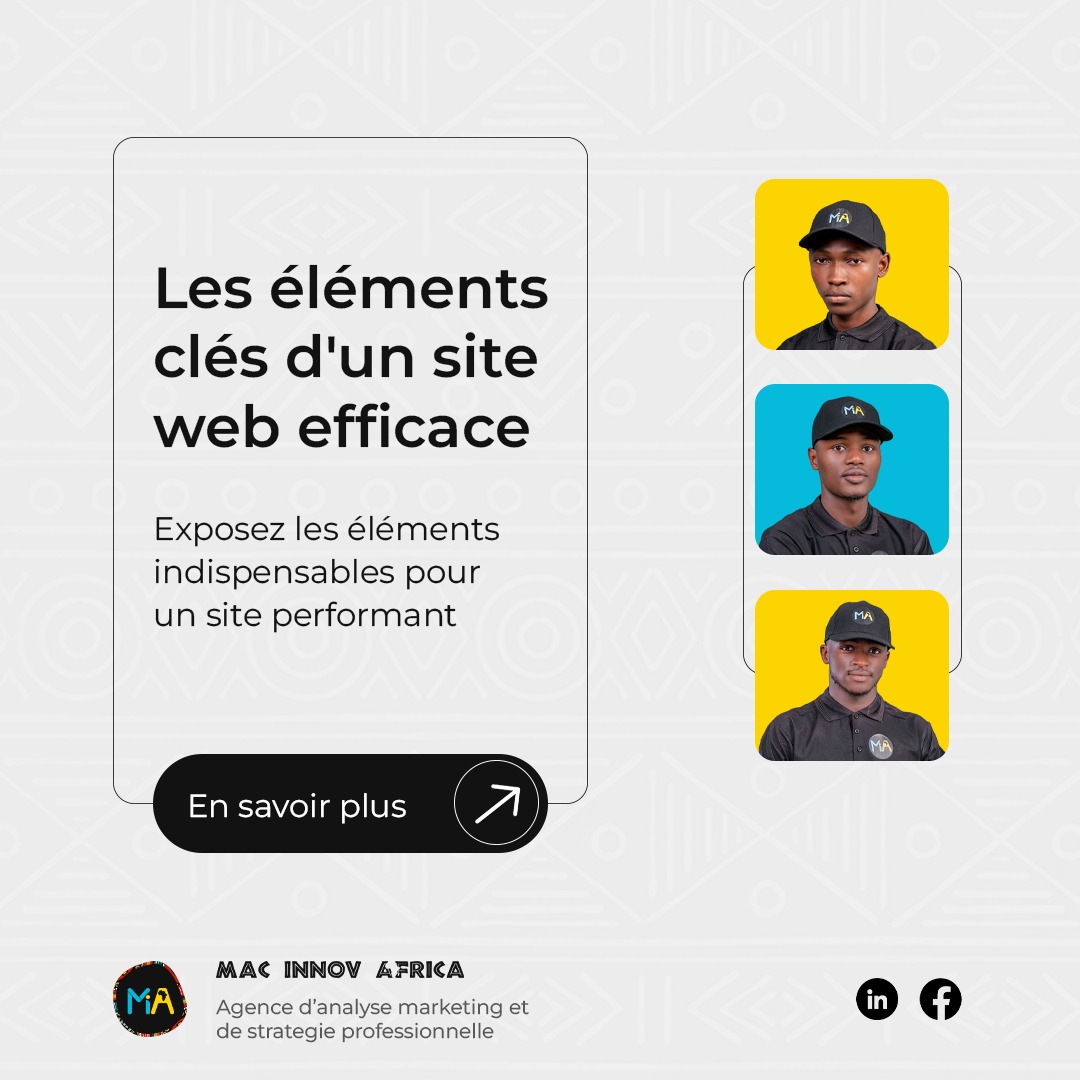 Les éléments
clés d'un site
web efficace
Exposez les éléments
indispensables pour
un site performant
En savoir plus
MA
MA
MA
MA
MiA
MAC INNOV AFRICA
Agence d’analyse marketing et
de strategie professionnelle
in
f